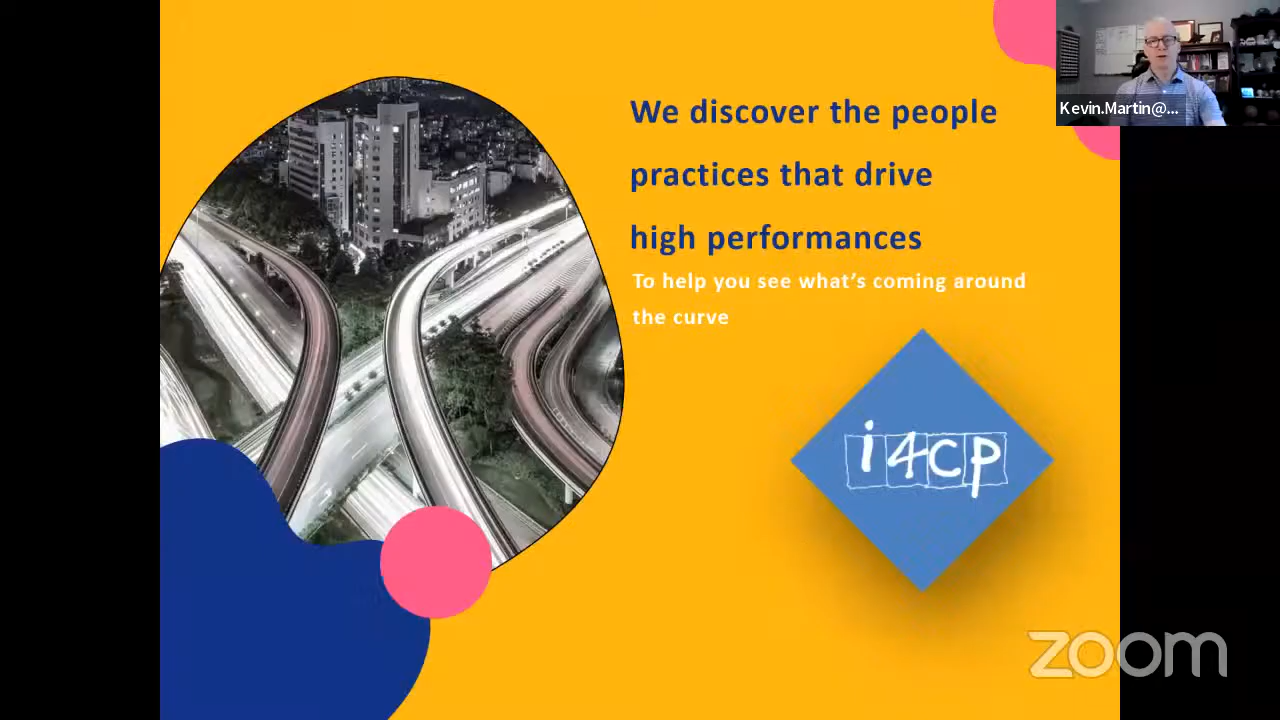 We discover the people
practices that drive
high performances
To help you see what's coming around
the curve
i4cp
Kevin.Martin@...
zoom